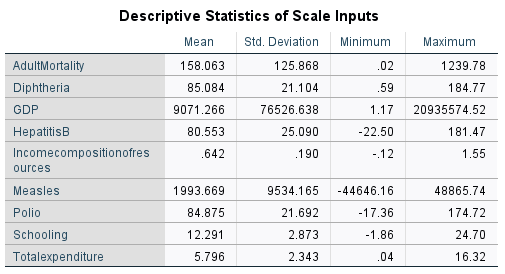 Descriptive Statistics of Scale Inputs
Mean Std. Deviation Minimum Maximum
AdultMortality 158.063 125.868 .02 1239.78
Diphtheria 85.084 21.104 .59 184.77
GDP 9071.266 76526.638 1.17 20935574.52
HepatitisB 80.553 25.090 -22.50 181.47
Incomecompositionofres
ources .642 .190 -.12 1.55
Measles 1993.669 9534.165 -44646.16 48865.74
Polio 84.875 21.692 -17.36 174.72
Schooling 12.291 2.873 -1.86 24.70
Totalexpenditure 5.796 2.343 .04 16.32